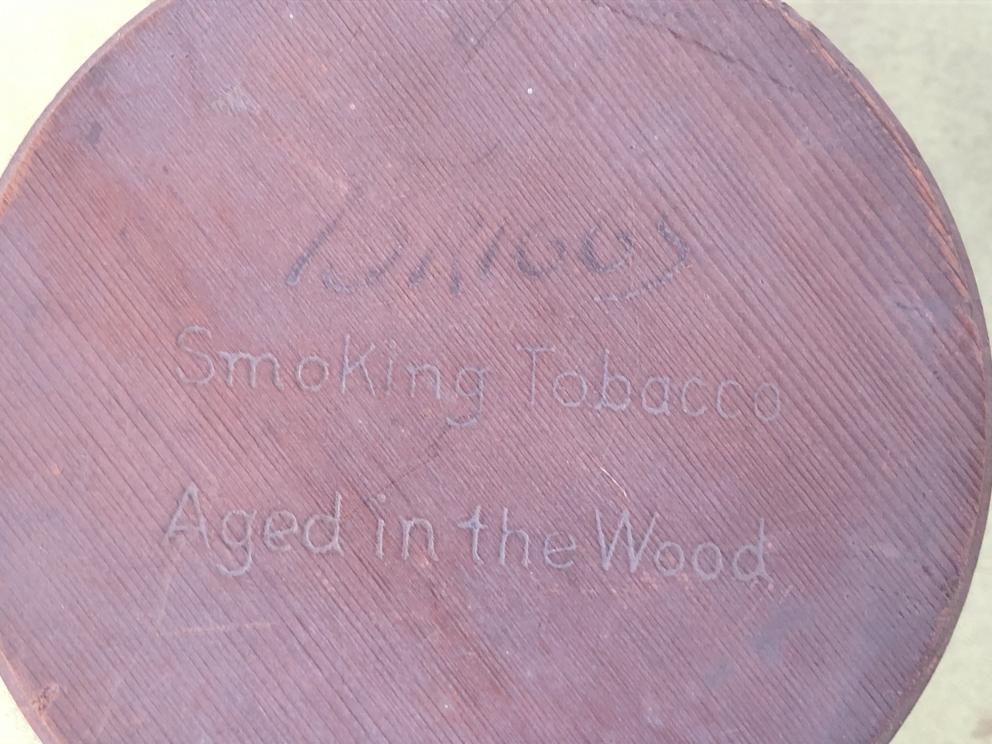 Smoking Tobacco
Aged in the Wood